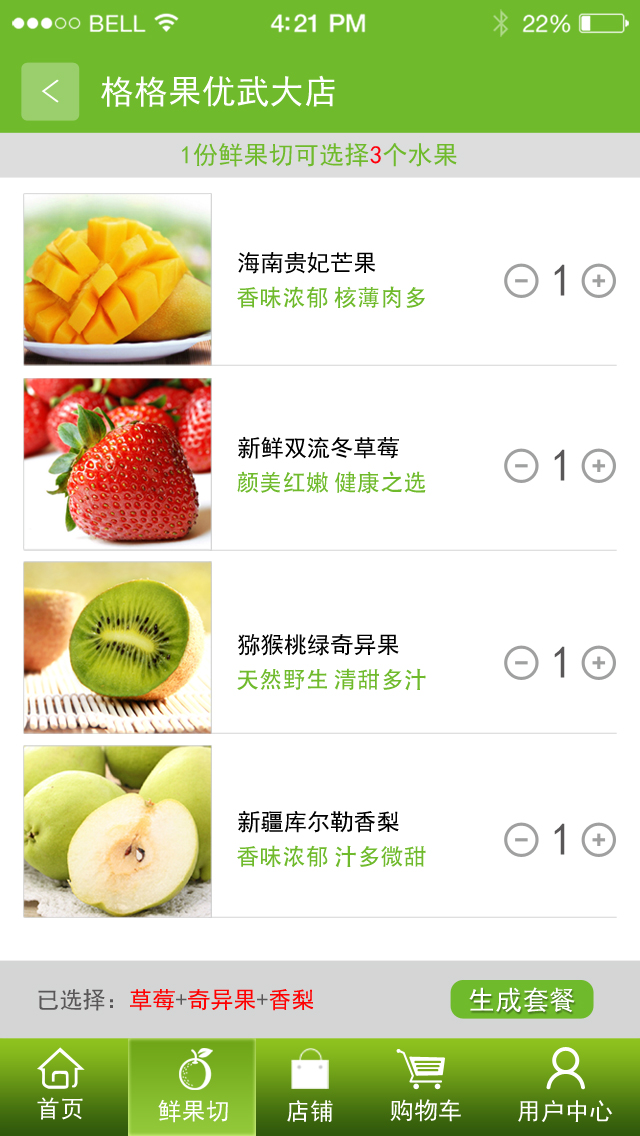 BELL 4:21 PM 22%
格格果优武大店
1份鲜果切可选择3个水果
海南贵妃芒果
香味浓郁 核薄肉多
1
新鲜双流冬草莓
颜美红嫩 健康之选
1
猕猴桃绿奇异果
天然野生 清甜多汁
1
新疆库尔勒香梨
香味浓郁 汁多微甜
1
已选择：草莓+奇异果+香梨 生成套餐
首页 鲜果切 店铺 购物车 用户中心